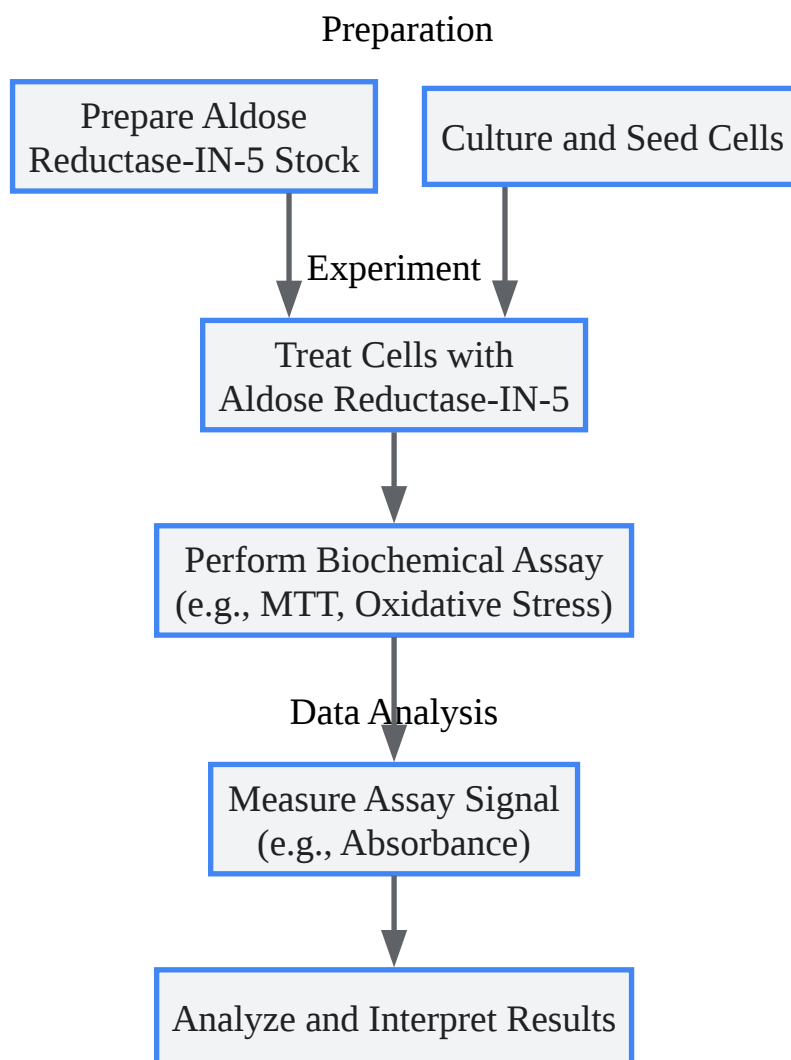 Preparation
Prepare Aldose
Reductase-IN-5 Stock
Culture and Seed Cells
Experiment
Treat Cells with
Aldose Reductase-IN-5
Perform Biochemical Assay
(e.g., MTT, Oxidative Stress)
Data Analysis
Measure Assay Signal
(e.g., Absorbance)
Analyze and Interpret Results